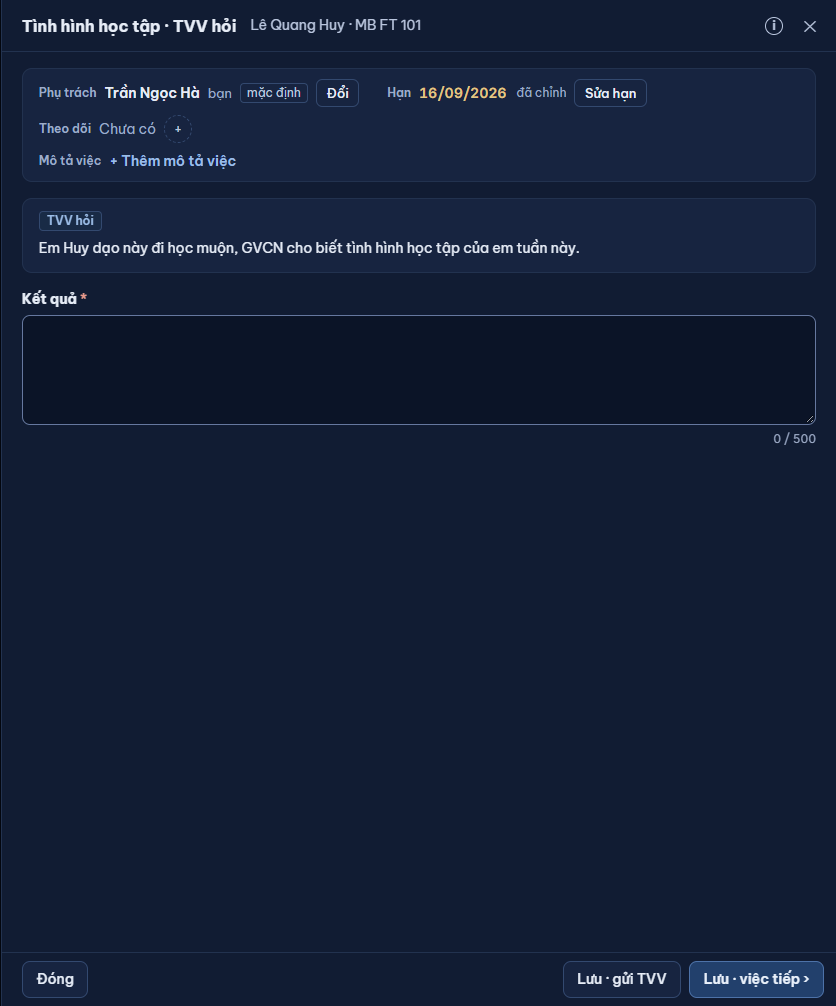 Tình hình học tập · TVV hỏi Lê Quang Huy · MB FT 101
Phụ trách Trần Ngọc Hà bạn mặc định Đổi Hạn 16/09/2026 đã chỉnh Sửa hạn
Theo dõi Chưa có +
Mô tả việc + Thêm mô tả việc
TVV hỏi
Em Huy dạo này đi học muộn, GVCN cho biết tình hình học tập của em tuần này.
Kết quả *
0 / 500
Đóng Lưu · gửi TVV Lưu · việc tiếp ›